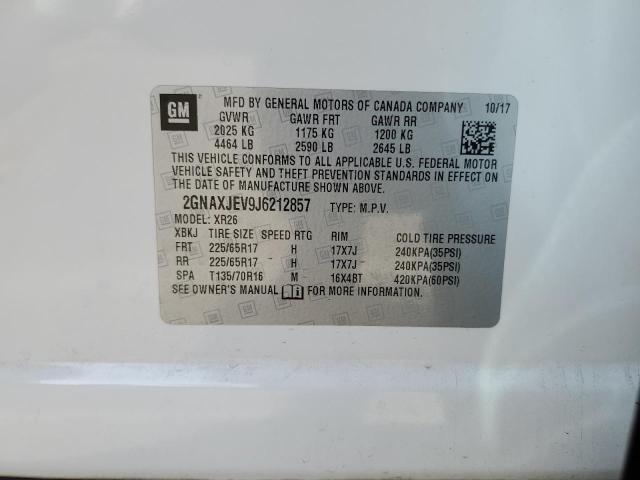 GM
MFD BY GENERAL MOTORS OF CANADA COMPANY 10/17
GVWR GAWR FRT GAWR RR
2025 KG 1175 KG 1200 KG
4464 LB 2590 LB 2645 LB
THIS VEHICLE CONFORMS TO ALL APPLICABLE U.S. FEDERAL MOTOR
VEHICLE SAFETY AND THEFT PREVENTION STANDARDS IN EFFECT ON THE
DATE OF MANUFACTURE SHOWN ABOVE.
2GNAXJEV9J6212857 TYPE: M.P.V.
MODEL: XR26
XBKJ TIRE SIZE SPEED RTG RIM COLD TIRE PRESSURE
FRT 225/65R17 H 17X7J 240KPA(35PSI)
RR 225/65R17 H 17X7J 240KPA(35PSI)
SPA T135/70R16 M 16X4BT 420KPA(60PSI)
SEE OWNER'S MANUAL FOR MORE INFORMATION.